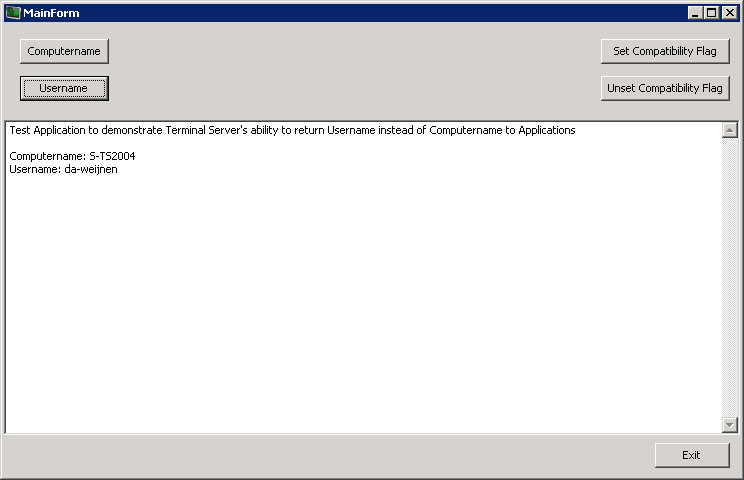 MainForm
Computername
Set Compatibility Flag
Username
Unset Compatibility Flag
Test Application to demonstrate Terminal Server's ability to return Username instead of Computername to Applications
Computername: S-TS2004
Username: da-weijnen
Exit